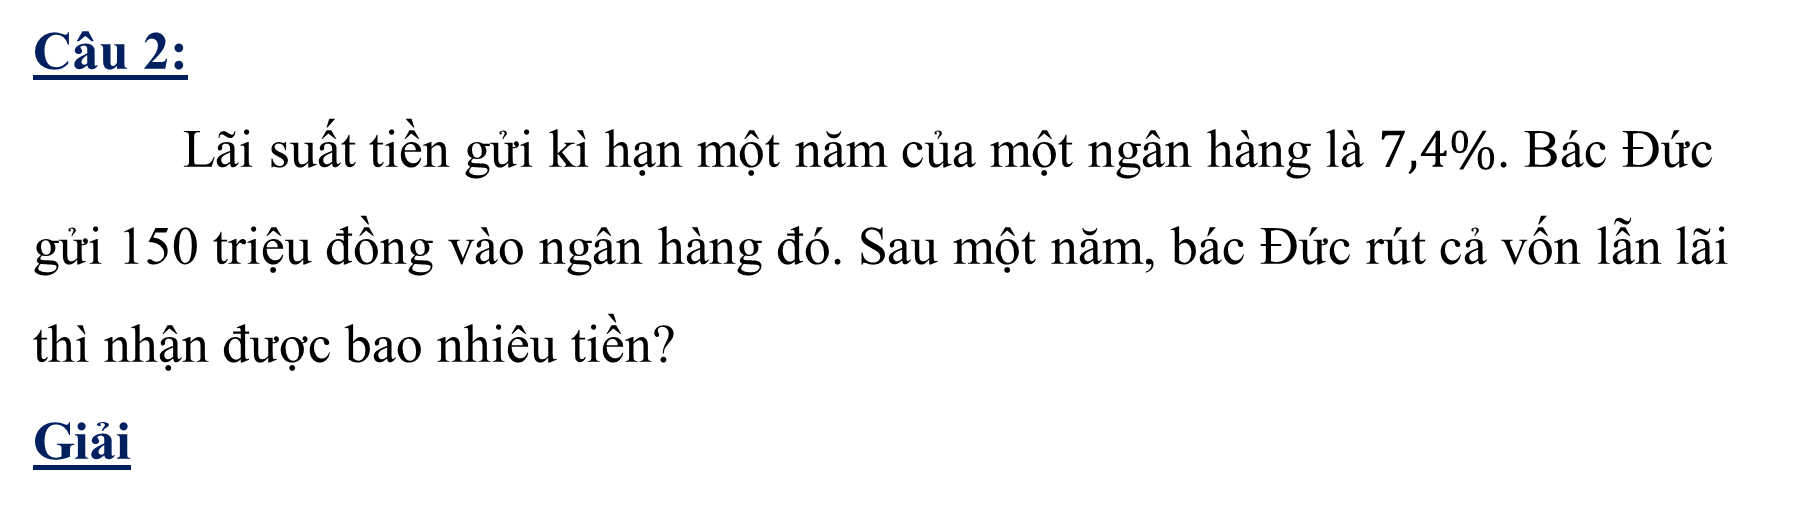 Câu 2:
Lãi suất tiền gửi kì hạn một năm của một ngân hàng là 7,4%. Bác Đức
gửi 150 triệu đồng vào ngân hàng đó. Sau một năm, bác Đức rút cả vốn lẫn lãi
thì nhận được bao nhiêu tiền?
Giải